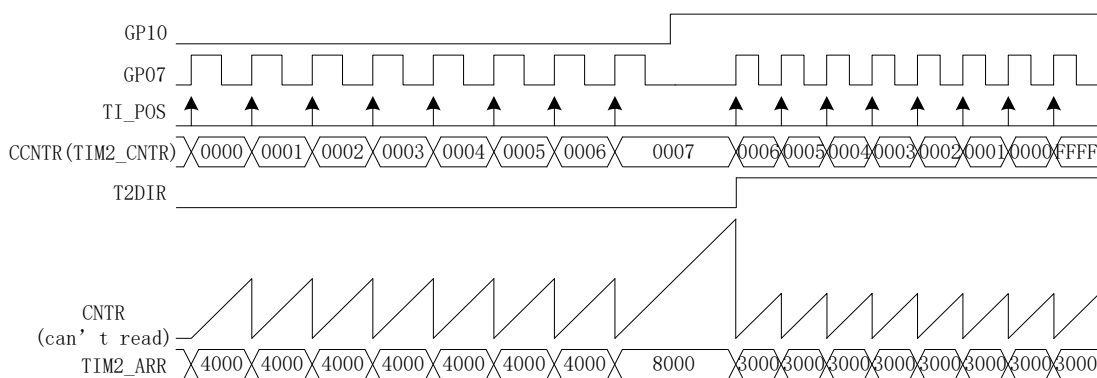 GP10
GP07
TI_POS
CCNTR(TIM2_CNTR) 0000 0001 0002 0003 0004 0005 0006 0007 0006 0005 0004 0003 0002 0001 0000 FFFF
T2DIR
CNTR
(can't read)
TIM2_ARR 4000 4000 4000 4000 4000 4000 4000 8000 3000 3000 3000 3000 3000 3000 3000 3000